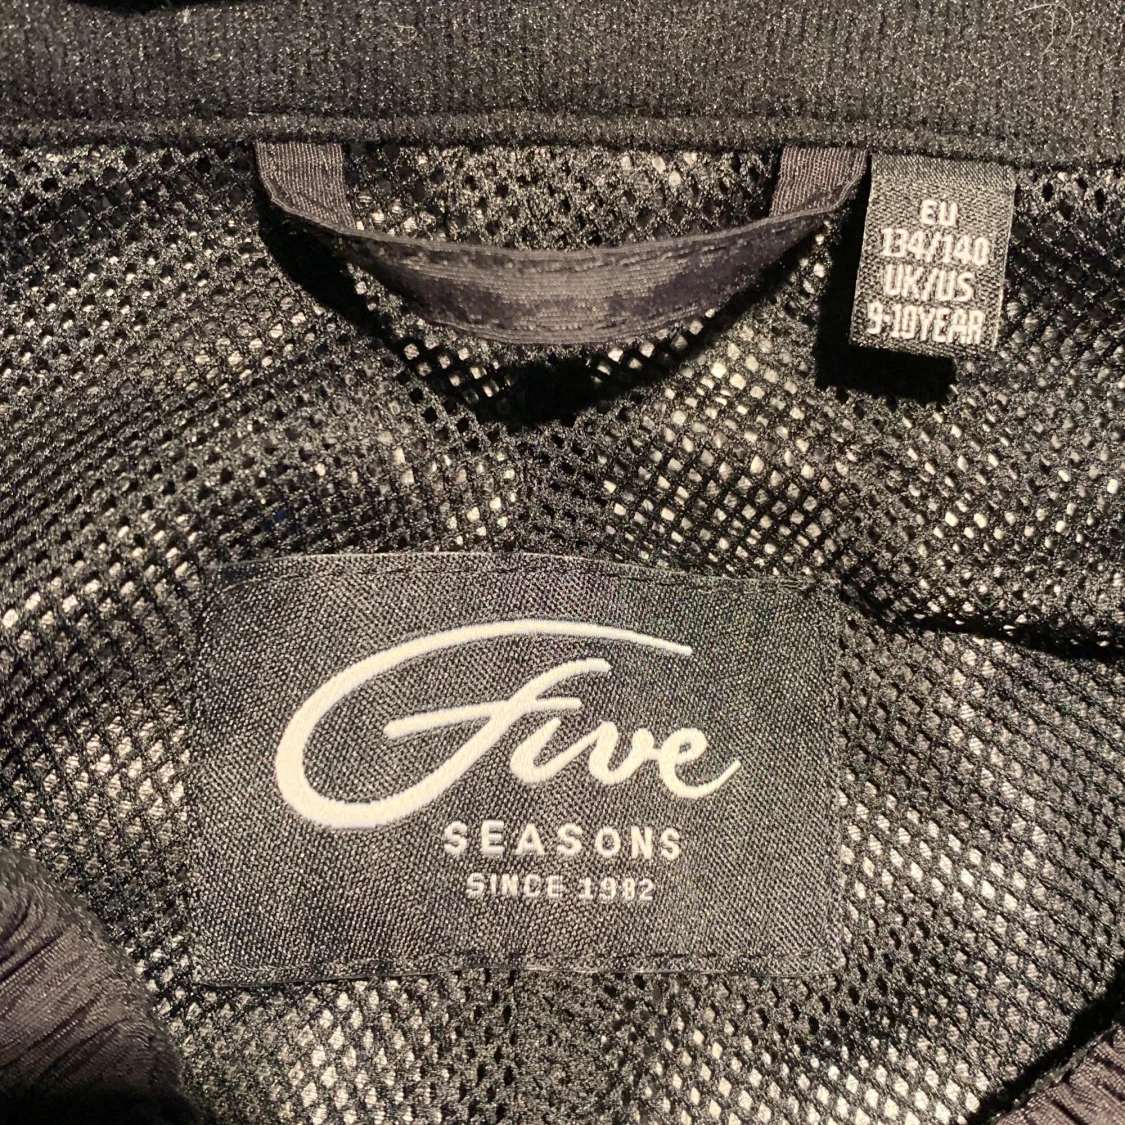 EU
134/140
UK/US
9-10YEAR
Five
SEASONS
SINCE 1982